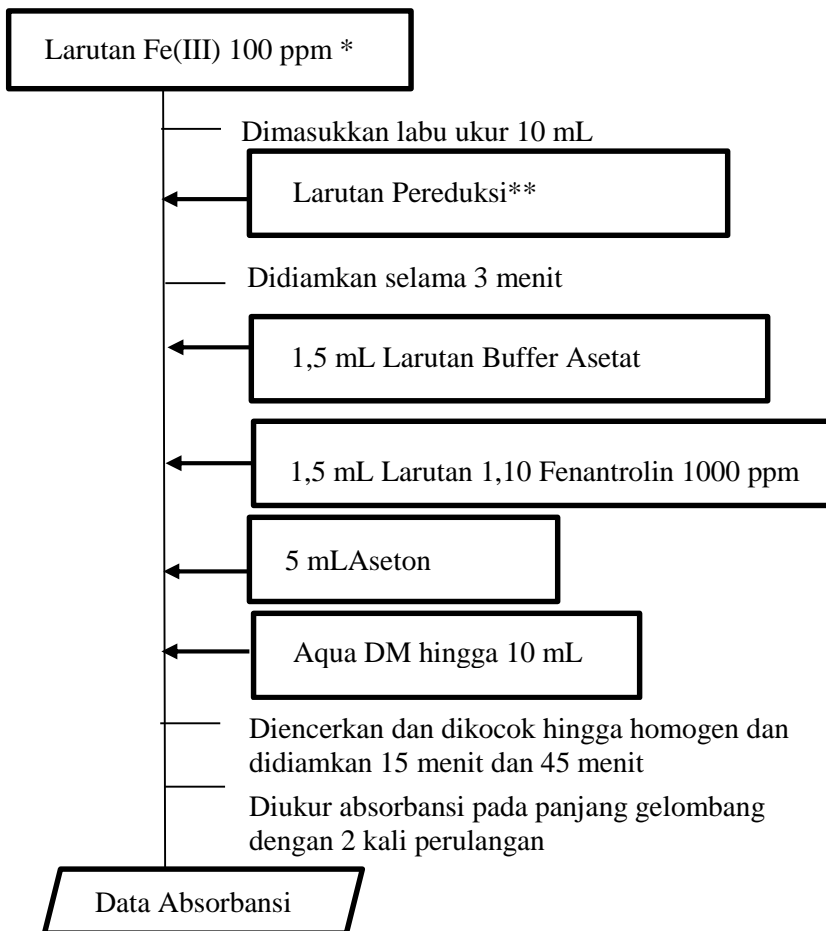 Larutan Fe(III) 100 ppm *
Dimasukkan labu ukur 10 mL
Larutan Pereduksi**
Didiamkan selama 3 menit
1,5 mL Larutan Buffer Asetat
1,5 mL Larutan 1,10 Fenantrolin 1000 ppm
5 mLAseton
Aqua DM hingga 10 mL
Diencerkan dan dikocok hingga homogen dan
didiamkan 15 menit dan 45 menit
Diukur absorbansi pada panjang gelombang
dengan 2 kali perulangan
Data Absorbansi